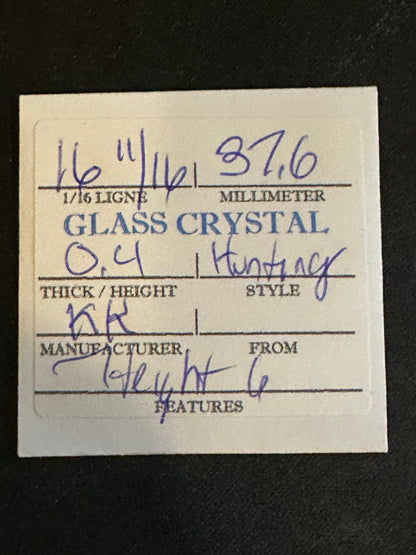 16 11/16 37.6
1/16 LIGNE MILLIMETER
GLASS CRYSTAL
0.4 Hunting
THICK / HEIGHT STYLE
KK
MANUFACTURER FROM
Height 6
FEATURES